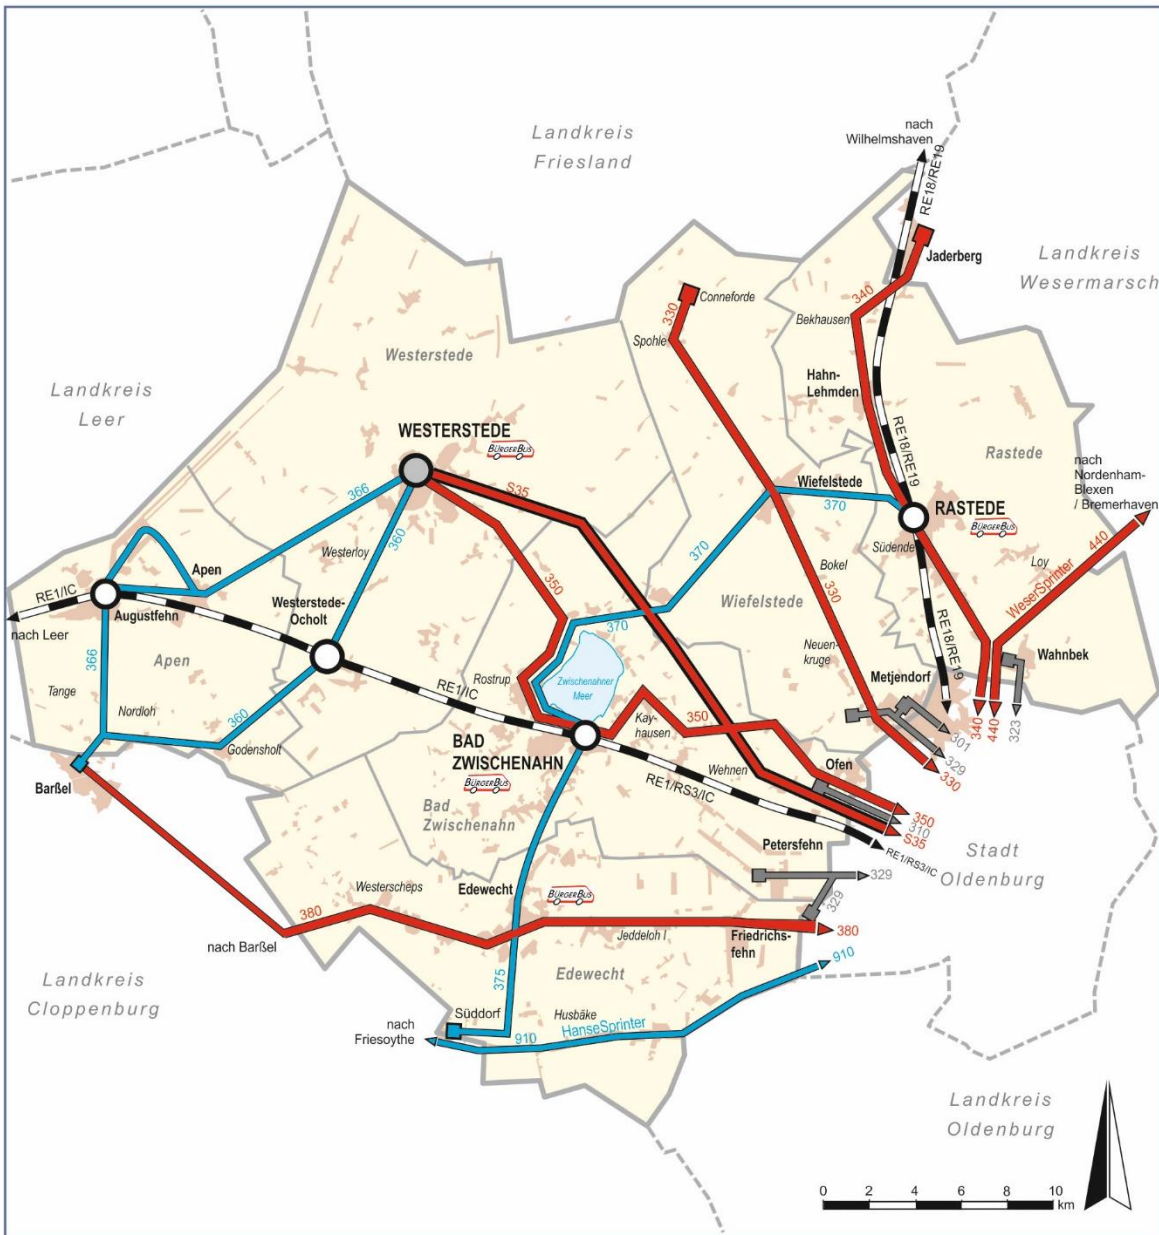 nach
Wilhelmshaven
RE18/RE19
Landkreis
Friesland
Jaderberg
Landkreis
Wesermarsch
340
Conneforde
330
Spohle
Bekhausen
Westerstede
Hahn-
Lehmden
Landkreis
Leer
RE18/RE19
WESTERSTEDE
BÜRGERBUS
Rastede
nach
Nordenham-
Blexen
/ Bremerhaven
S35
366
Wiefelstede
370
RASTEDE
BÜRGERBUS
360
Westerloy
370
Südende
440
WeserSprinter
Loy
Apen
Bokel
350
330
RE1/IC
Westerstede-
Ocholt
Wiefelstede
RE18/RE19
Augustfehn
nach Leer
370
Neuen-
kruge
Wahnbek
366
Apen
Metjendorf
Tange
Rostrup
Zwischenahner
Meer
RE1/IC
Nordloh
360
Kay-
hausen
350
340
440
323
301
Godensholt
BAD
ZWISCHENAHN
BÜRGERBUS
329
Wehnen
Ofen
330
Barßel
RE1/RS3/IC
Bad
Zwischenahn
350
310
S35
Petersfehn
RE1/RS3/IC
Stadt
Oldenburg
329
Westerscheps
Edewecht
BÜRGERBUS
329
380
Jeddeloh I
Friedrichs-
fehn
380
nach Barßel
910
Landkreis
Cloppenburg
375
Edewecht
Süddorf
Husbäke
HanseSprinter
nach
Friesoythe
910
Landkreis
Oldenburg
0 2 4 6 8 10
km